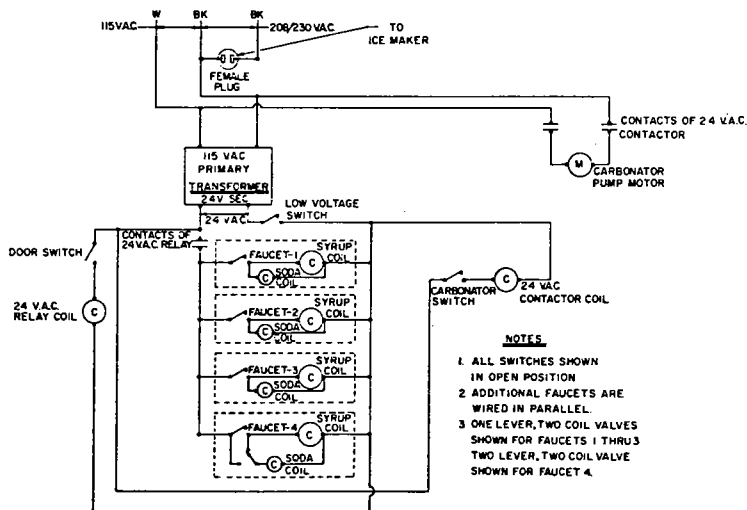 W BK BK
115VAC 208/230 VAC. TO
ICE MAKER
FEMALE
PLUG
CONTACTS OF 24 V.A.C.
CONTACTOR
M
CARBONATOR
PUMP MOTOR
115 VAC
PRIMARY
TRANSFORMER
24V SEC
24 VAC
LOW VOLTAGE
SWITCH
CONTACTS OF
24V.A.C. RELAY
DOOR SWITCH
24 V.A.C.
RELAY COIL
C
FAUCET-1
SYRUP
COIL
C
C
SODA
COIL
FAUCET-2
SYRUP
COIL
C
C
SODA
COIL
FAUCET-3
SYRUP
COIL
C
C
SODA
COIL
FAUCET-4
SYRUP
COIL
C
C
SODA
COIL
CARBONATOR
SWITCH
C
24 VAC
CONTACTOR COIL
NOTES
1. ALL SWITCHES SHOWN
IN OPEN POSITION
2 ADDITIONAL FAUCETS ARE
WIRED IN PARALLEL.
3 ONE LEVER, TWO COIL VALVES
SHOWN FOR FAUCETS 1 THRU 3
TWO LEVER, TWO COIL VALVE
SHOWN FOR FAUCET 4.